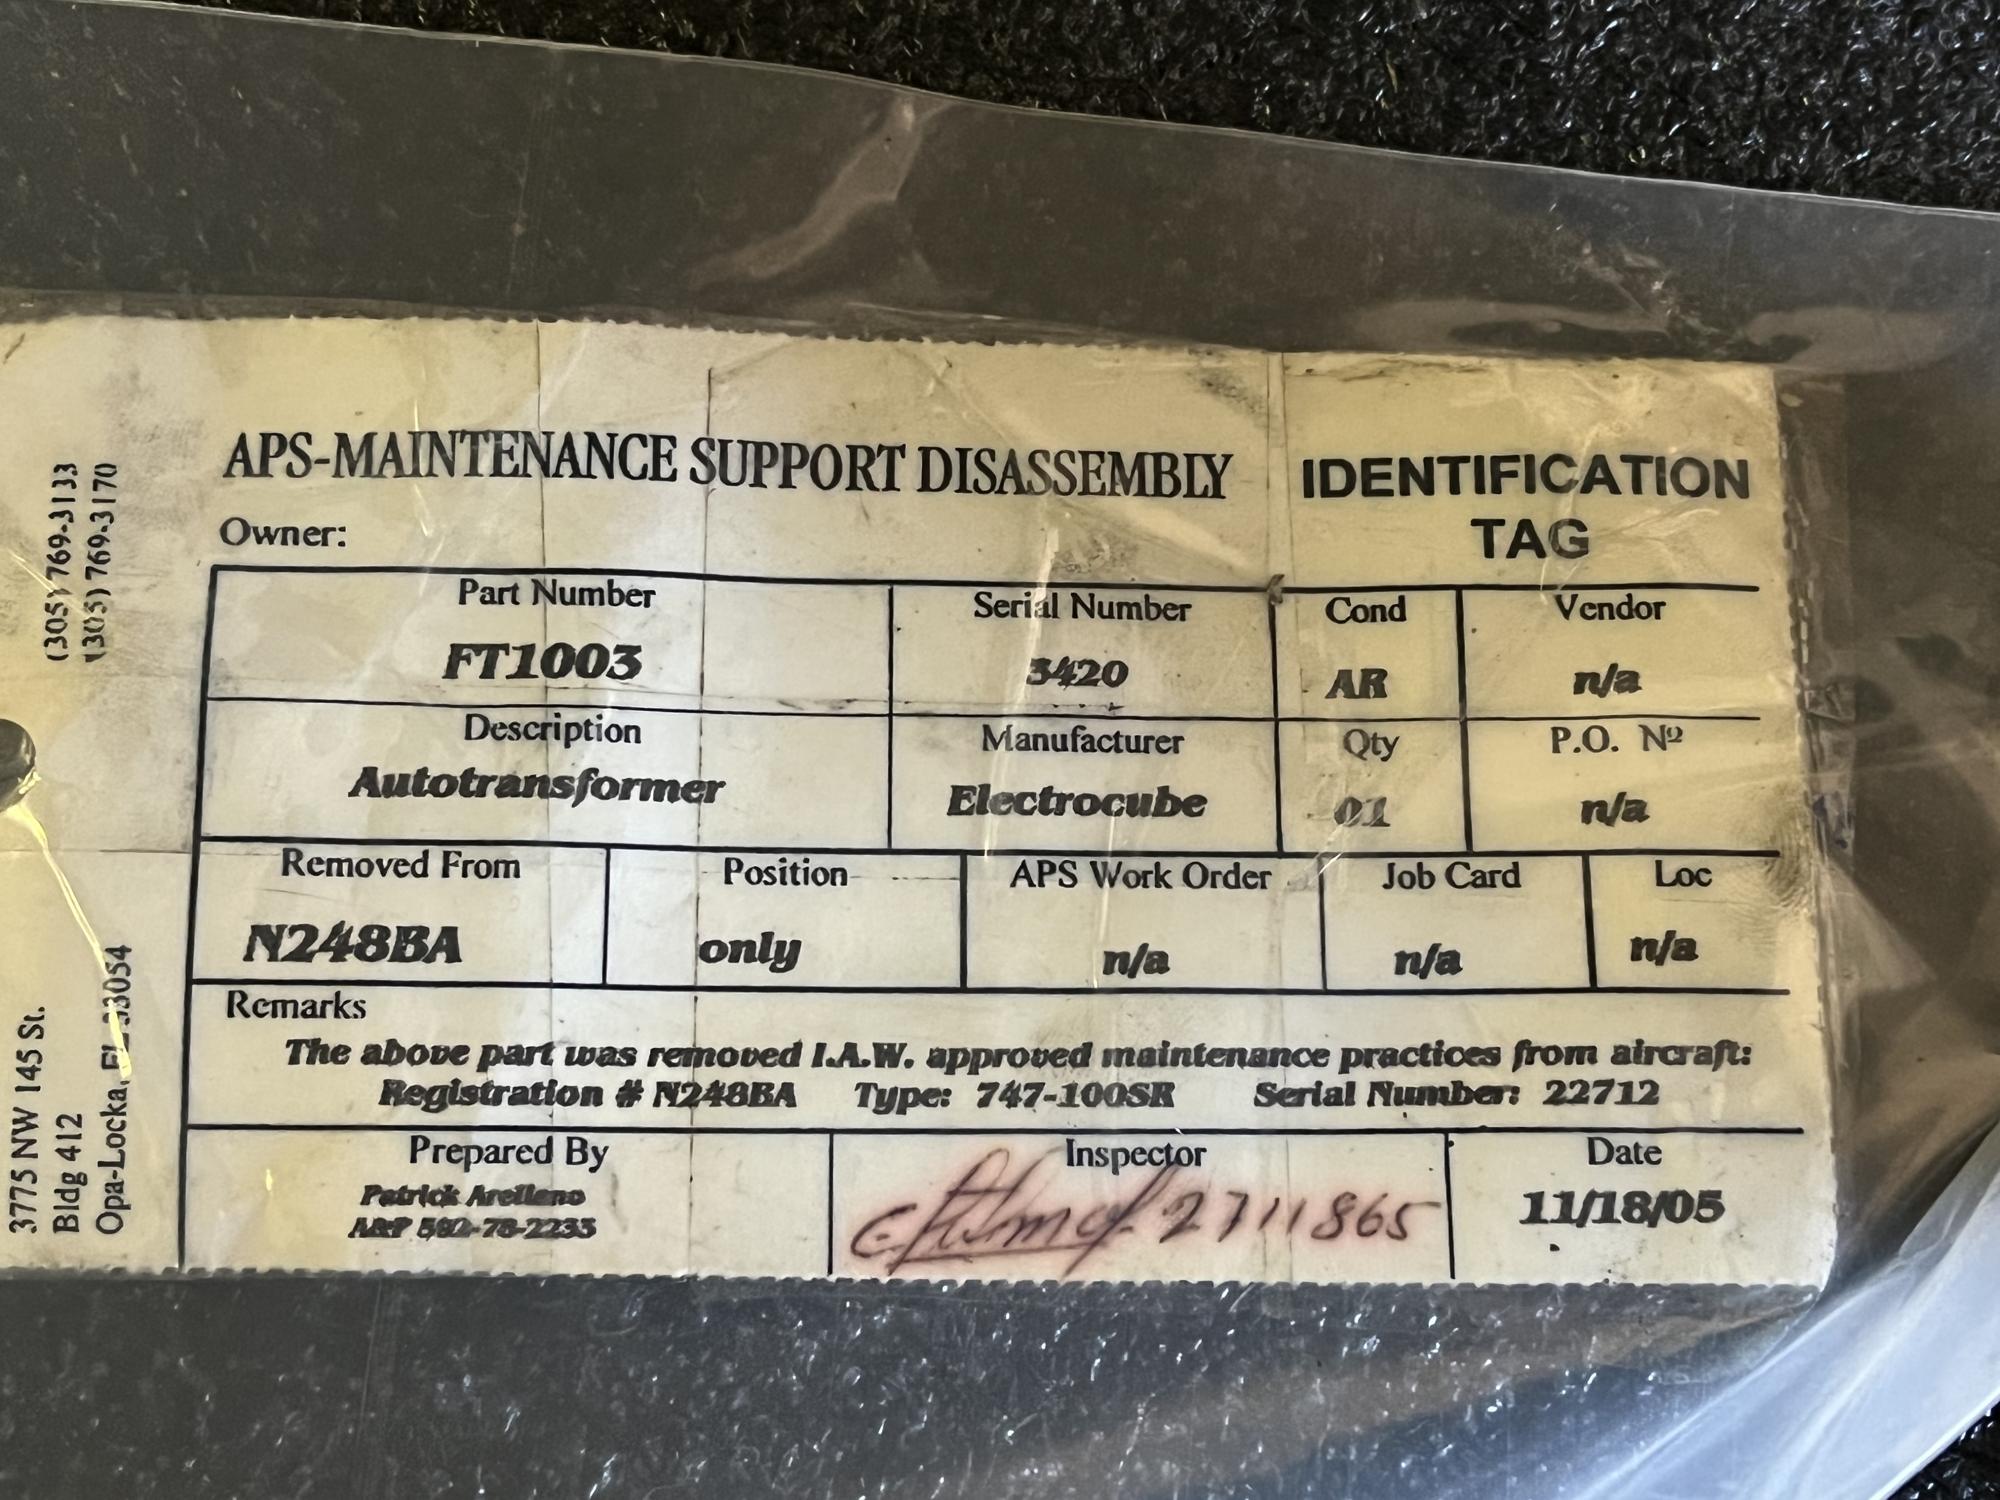 APS-MAINTENANCE SUPPORT DISASSEMBLY
IDENTIFICATION
TAG
Owner:
Part Number
FT1003
Serial Number
3420
Cond
AR
Vendor
n/a
Description
Autotransformer
Manufacturer
Electrocube
Qty
01
P.O. Nº
n/a
Removed From
N248BA
Position
only
APS Work Order
n/a
Job Card
n/a
Loc
n/a
Remarks
The above part was removed I.A.W. approved maintenance practices from aircraft:
Registration # N248BA Type: 747-100SR Serial Number: 22712
Prepared By
Patrick Arellano
A&P 592-78-2233
Inspector
2711865
Date
11/18/05
3775 NW 145 St.
Bldg 412
Opa-Locka, FL 33054
(305) 769-3133
(305) 769-3170